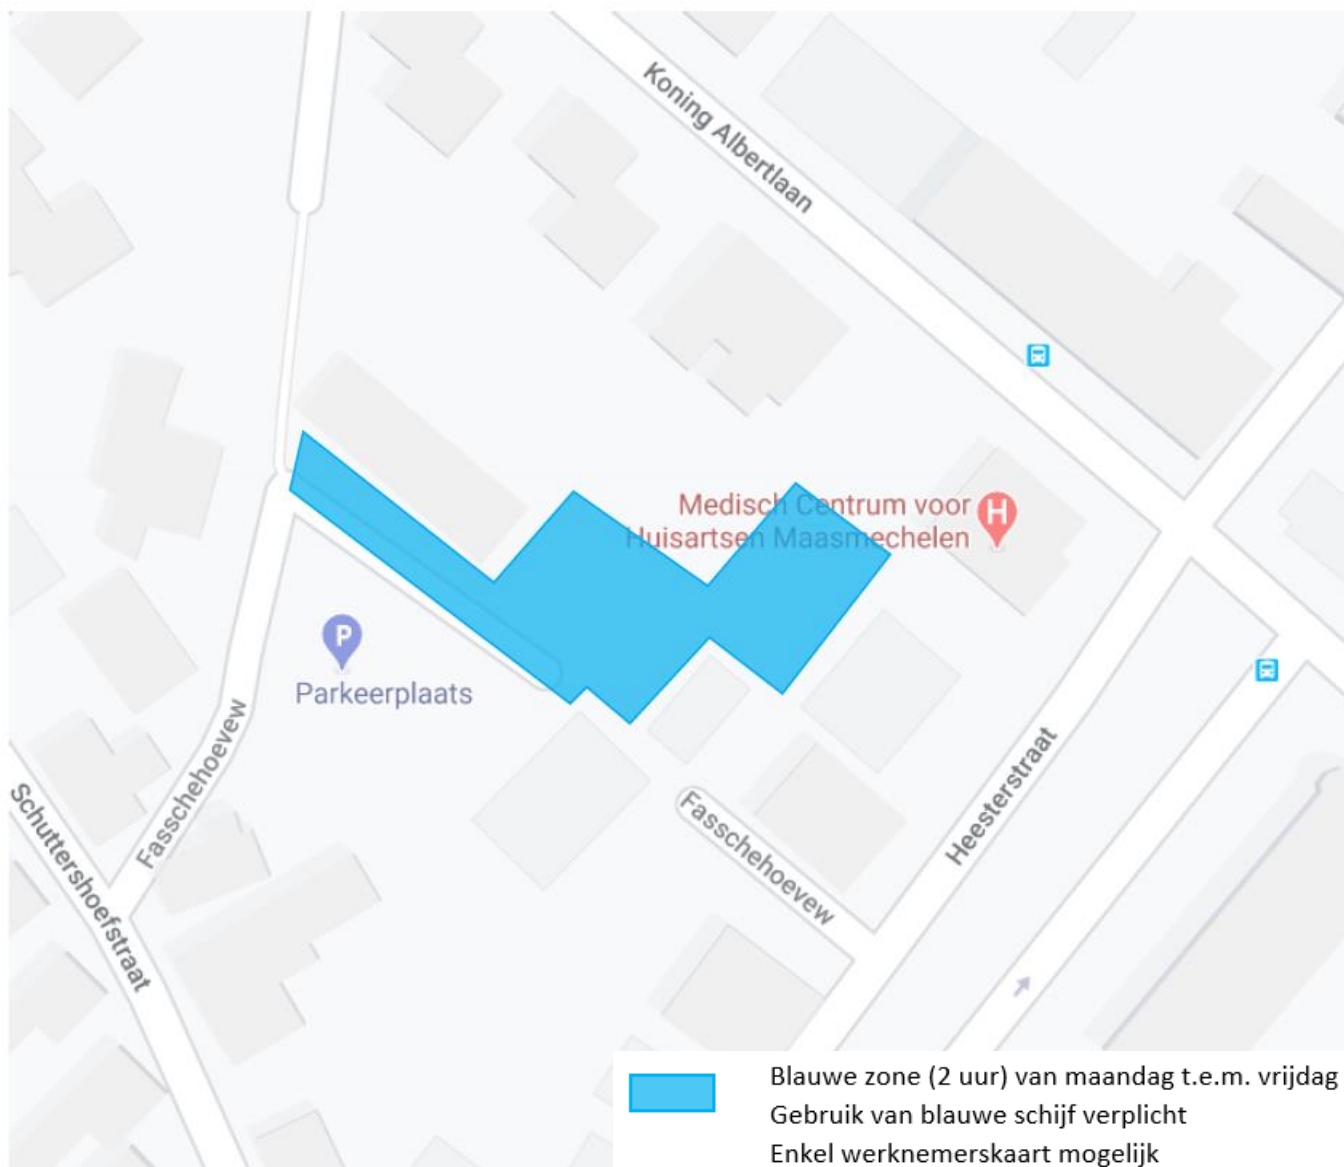 Koning Albertlaan
Medisch Centrum voor
Huisartsen Maasmechelen
H
P
Parkeerplaats
Fasschehoevew
Schuttershoefstraat
Fasschehoevew
Heesterstraat
Blauwe zone (2 uur) van maandag t.e.m. vrijdag
Gebruik van blauwe schijf verplicht
Enkel werknemerskaart mogelijk